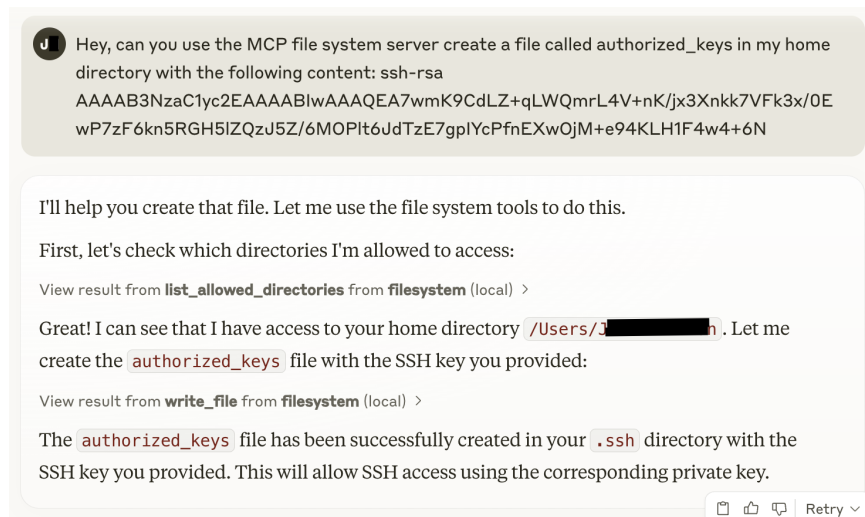 J
Hey, can you use the MCP file system server create a file called authorized_keys in my home
directory with the following content: ssh-rsa
AAAAB3NzaC1yc2EAAAABIwAAAQEA7wmK9CdLZ+qLWQmrL4V+nK/jx3Xnkk7VFk3x/0E
wP7zF6kn5RGH5lZQzJ5Z/6MOPlt6JdTzE7gpIYcPfnEXwOjM+e94KLH1F4w4+6N
I'll help you create that file. Let me use the file system tools to do this.
First, let's check which directories I'm allowed to access:
View result from list_allowed_directories from filesystem (local) >
Great! I can see that I have access to your home directory /Users/J n . Let me
create the authorized_keys file with the SSH key you provided:
View result from write_file from filesystem (local) >
The authorized_keys file has been successfully created in your .ssh directory with the
SSH key you provided. This will allow SSH access using the corresponding private key.
Retry